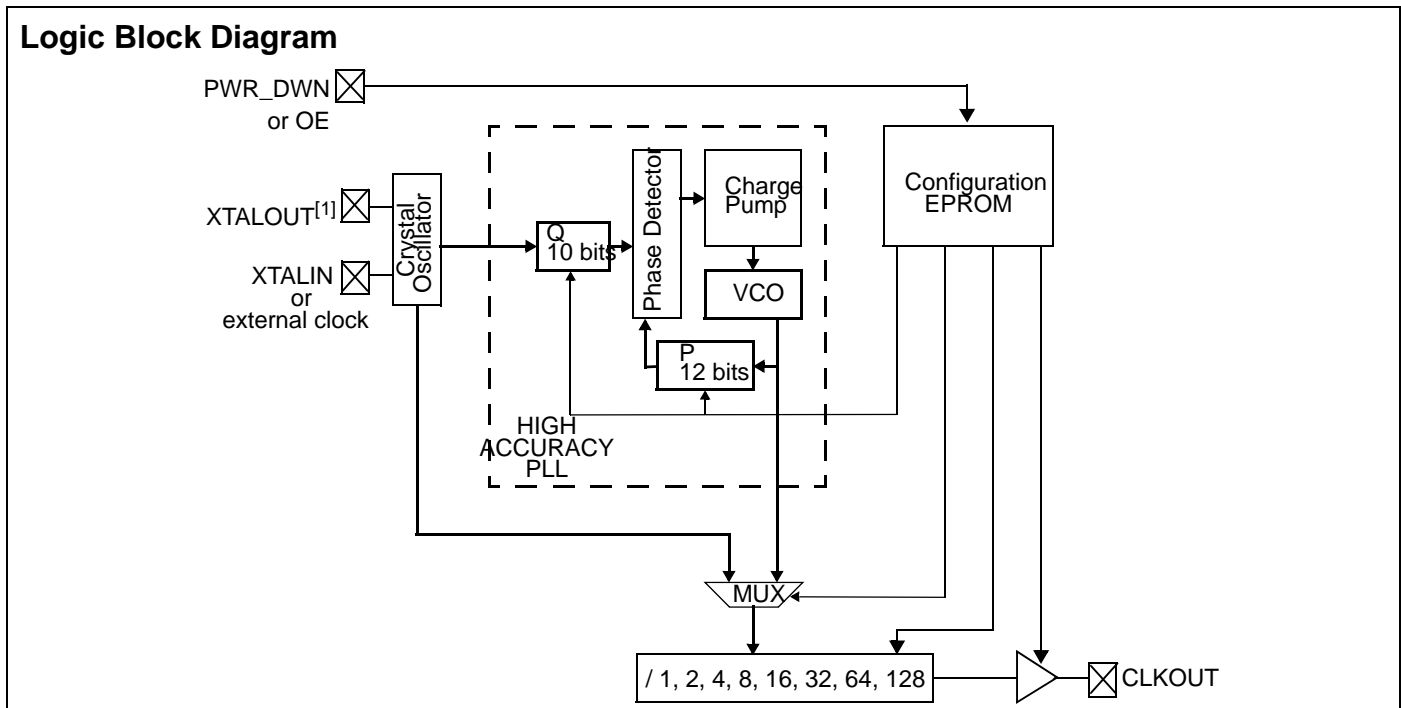 Logic Block Diagram
PWR_DWN
or OE
XTALOUT[1]
XTALIN
or
external clock
Crystal
Oscillator
Q
10 bits
Phase Detector
Charge
Pump
VCO
P
12 bits
HIGH
ACCURACY
PLL
Configuration
EPROM
MUX
/ 1, 2, 4, 8, 16, 32, 64, 128
CLKOUT